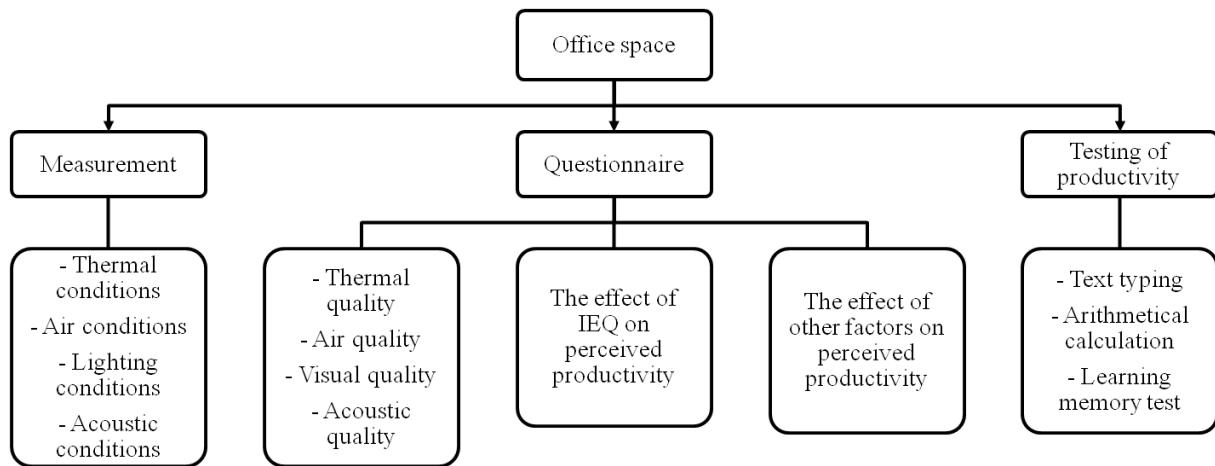 Office space
Measurement
Questionnaire
Testing of
productivity
- Thermal
conditions
- Air conditions
- Lighting
conditions
- Acoustic
conditions
- Thermal
quality
- Air quality
- Visual quality
- Acoustic
quality
The effect of
IEQ on
perceived
productivity
The effect of
other factors on
perceived
productivity
- Text typing
- Arithmetical
calculation
- Learning
memory test